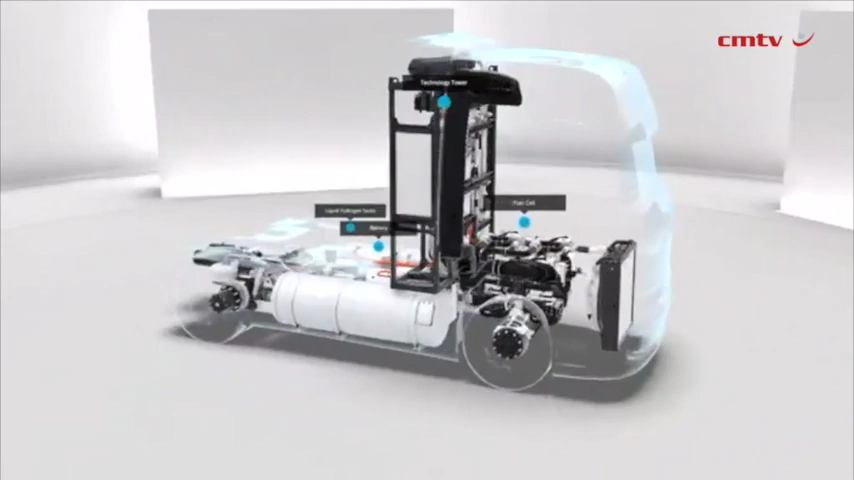 cmtv
Technology Tower
Fuel Cell
Liquid Hydrogen Tanks
Battery